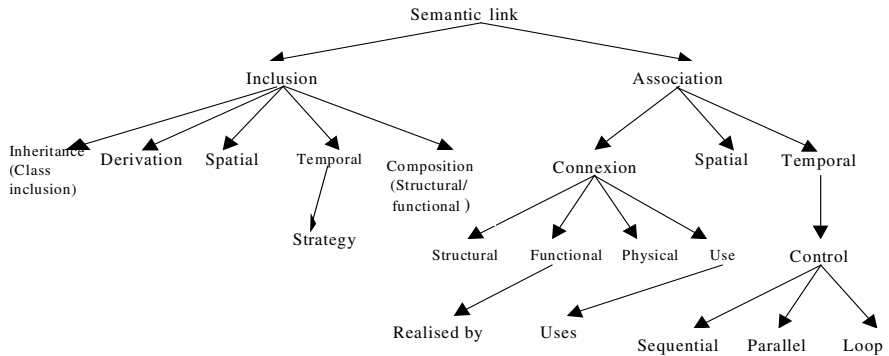 Semantic link
Inclusion
Association
Inheritance
(Class
inclusion)
Derivation
Spatial
Temporal
Composition
(Structural/
functional )
Connexion
Spatial
Temporal
Strategy
Structural
Functional
Physical
Use
Control
Realised by
Uses
Sequential
Parallel
Loop